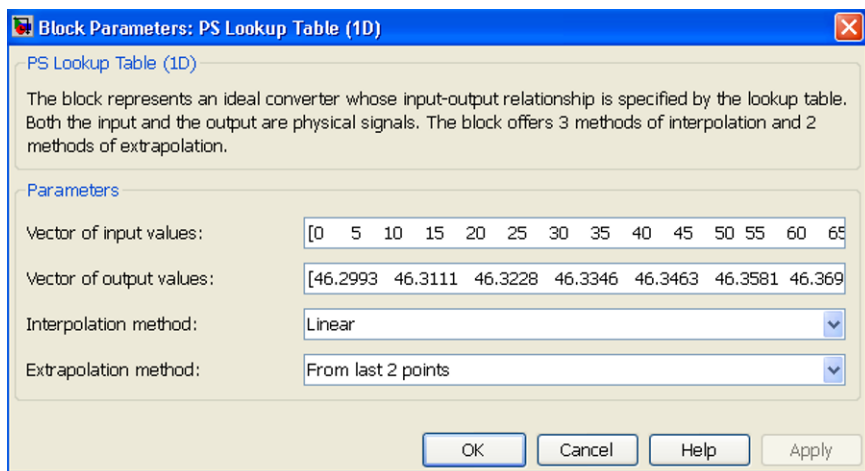 Block Parameters: PS Lookup Table (1D)
PS Lookup Table (1D)
The block represents an ideal converter whose input-output relationship is specified by the lookup table.
Both the input and the output are physical signals. The block offers 3 methods of interpolation and 2
methods of extrapolation.
Parameters
Vector of input values: [0 5 10 15 20 25 30 35 40 45 50 55 60 65
Vector of output values: [46.2993 46.3111 46.3228 46.3346 46.3463 46.3581 46.369
Interpolation method: Linear
Extrapolation method: From last 2 points
OK Cancel Help Apply